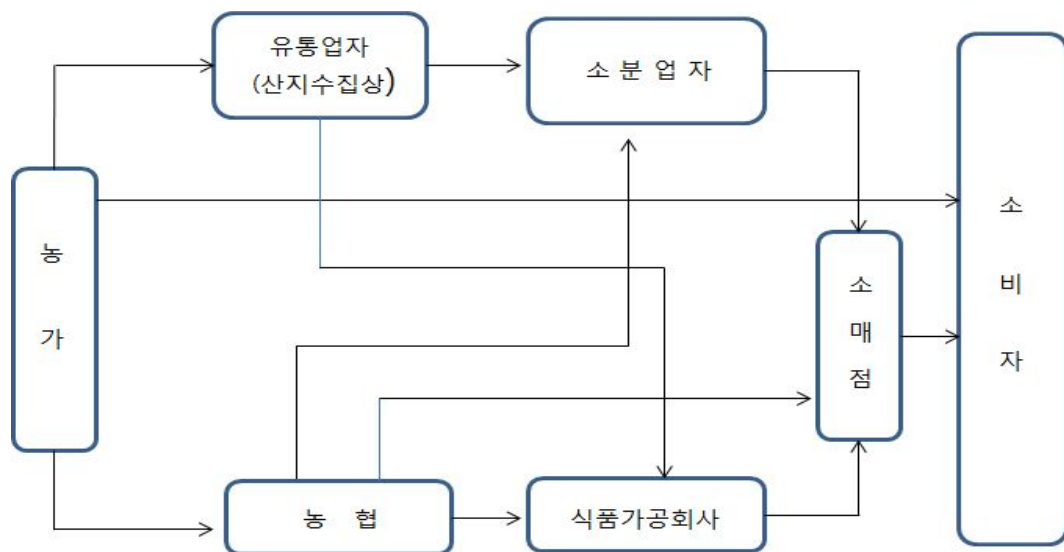 유통업자
(산지수집상)
소 분 업 자
농
가
소
비
자
소
매
점
농 협
식품가공회사